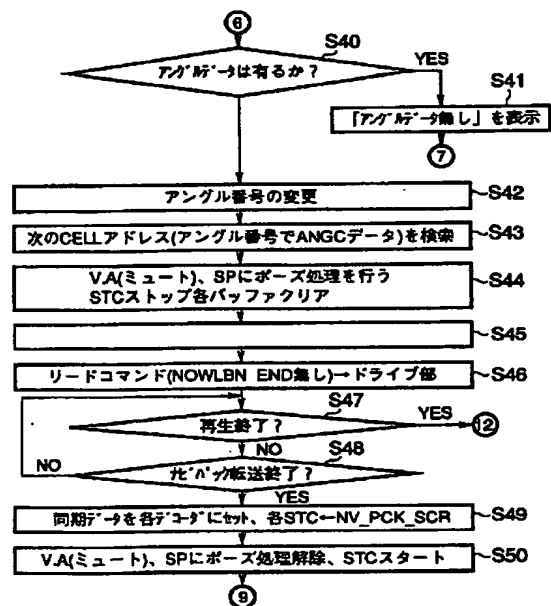 ⑥
S40
アングルデータは有るか？
YES
S41
「アングルデータ無し」を表示
⑦
アングル番号の変更
S42
次のCELLアドレス(アングル番号でANGCデータ)を検索
S43
V.A(ミュート)、SPにポーズ処理を行う
STCストップ各バッファクリア
S44
S45
リードコマンド(NOWLBN END無し)→ドライブ部
S46
S47
再生終了？
YES
⑫
NO
S48
NO
ナビパック転送終了？
YES
同期データを各デコーダにセット、各STC←NV_PCK_SCR
S49
V.A(ミュート)、SPにポーズ処理解除、STCスタート
S50
⑨